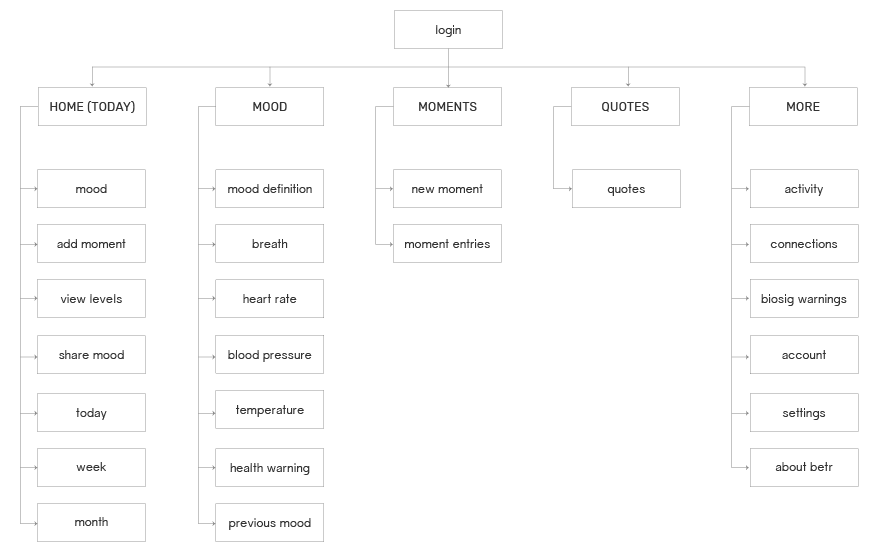 login
HOME (TODAY)
MOOD
MOMENTS
QUOTES
MORE
mood
add moment
view levels
share mood
today
week
month
mood definition
breath
heart rate
blood pressure
temperature
health warning
previous mood
new moment
moment entries
quotes
activity
connections
biosig warnings
account
settings
about betr